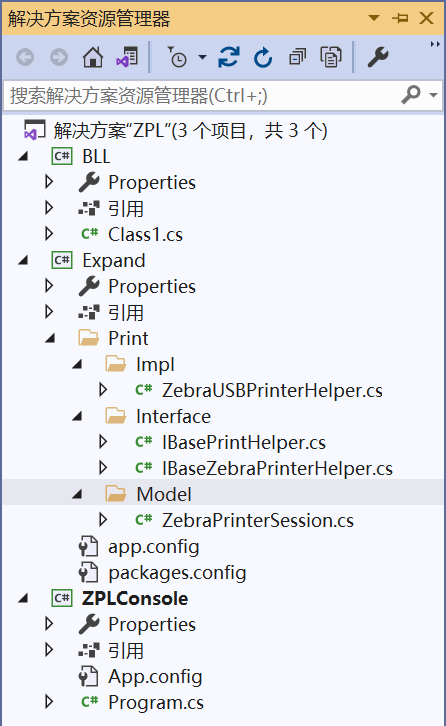 解决方案资源管理器
搜索解决方案资源管理器(Ctrl+;)
解决方案“ZPL”(3 个项目，共 3 个)
C# BLL
Properties
引用
C# Class1.cs
C# Expand
Properties
引用
Print
Impl
C# ZebraUSBPrinterHelper.cs
Interface
C# IBasePrintHelper.cs
C# IBaseZebraPrinterHelper.cs
Model
C# ZebraPrinterSession.cs
app.config
packages.config
C# ZPLConsole
Properties
引用
App.config
C# Program.cs